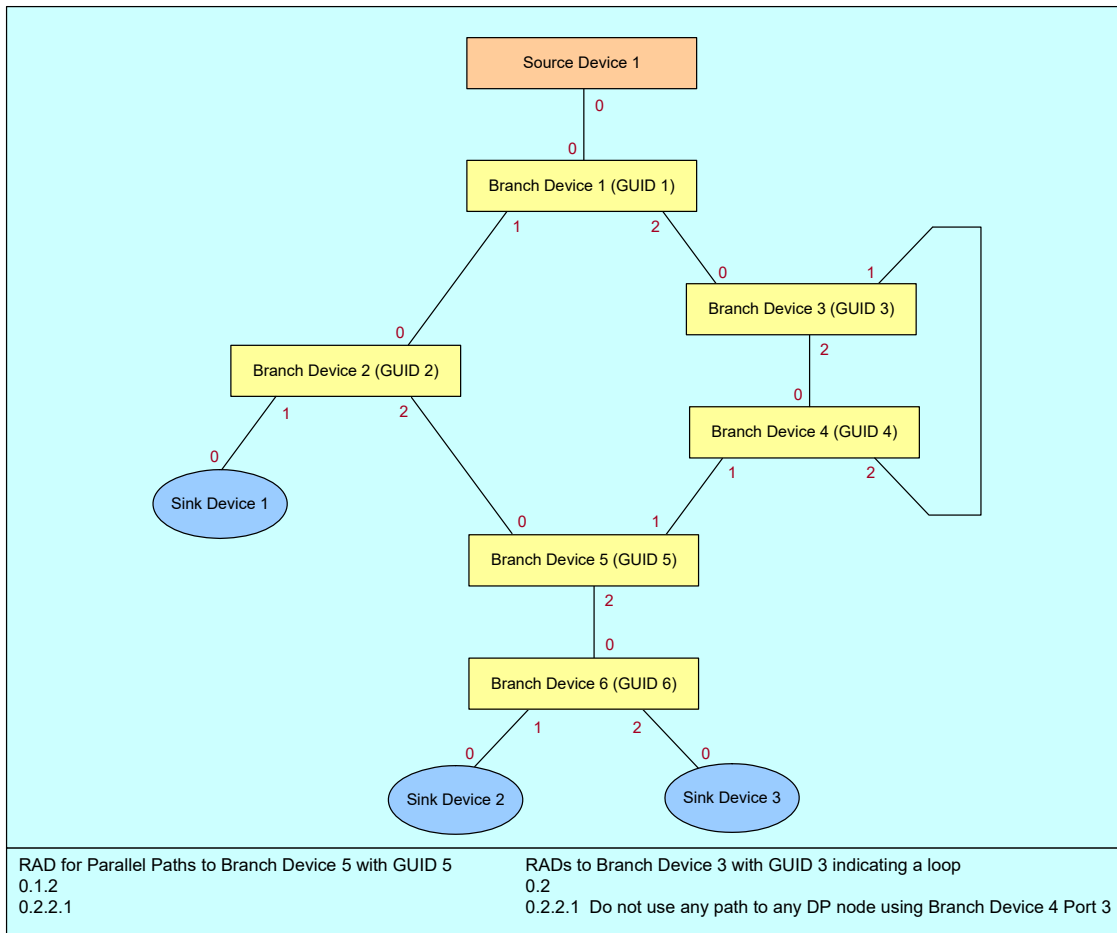 Source Device 1
0
0
Branch Device 1 (GUID 1)
1
2
0
1
Branch Device 3 (GUID 3)
2
0
Branch Device 2 (GUID 2)
1
2
0
Branch Device 4 (GUID 4)
1
2
0
Sink Device 1
0
1
Branch Device 5 (GUID 5)
2
0
Branch Device 6 (GUID 6)
1
2
0
0
Sink Device 2
Sink Device 3
RAD for Parallel Paths to Branch Device 5 with GUID 5
0.1.2
0.2.2.1
RADs to Branch Device 3 with GUID 3 indicating a loop
0.2
0.2.2.1 Do not use any path to any DP node using Branch Device 4 Port 3